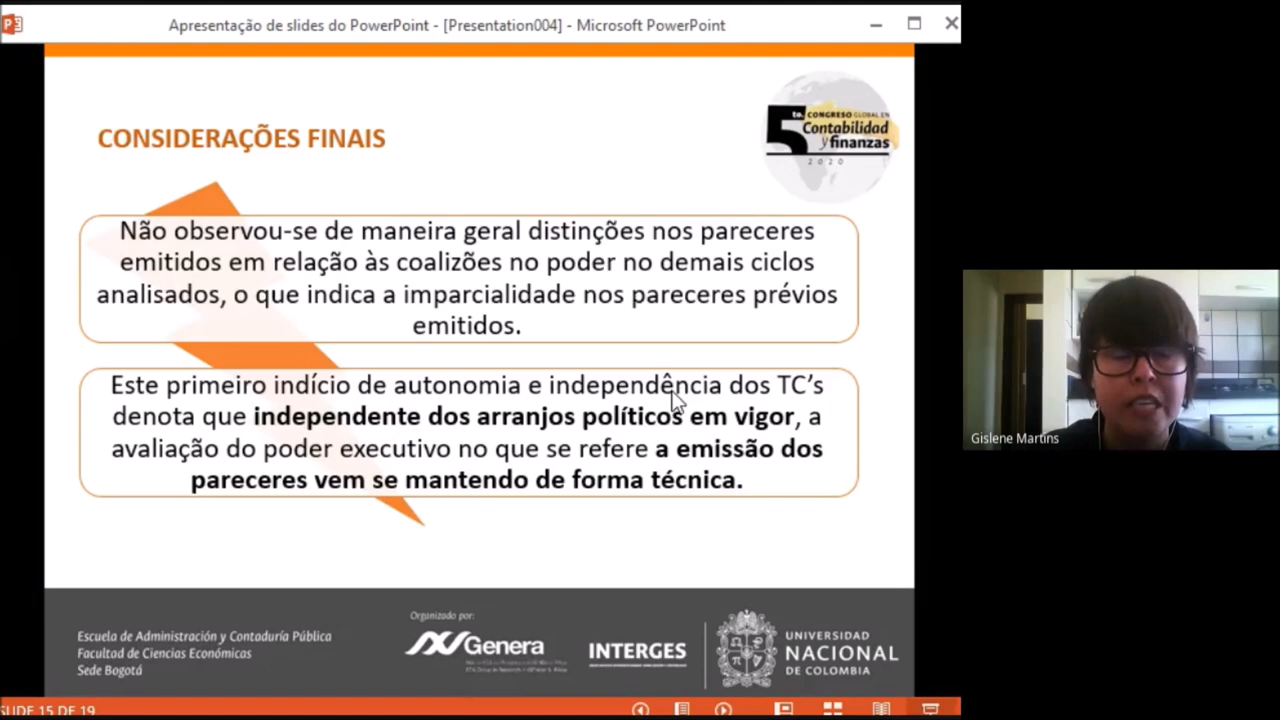 Apresentação de slides do PowerPoint - [Presentation004] - Microsoft PowerPoint
5to. CONGRESO GLOBAL EN
Contabilidad
y finanzas
2020
CONSIDERAÇÕES FINAIS
Não observou-se de maneira geral distinções nos pareceres
emitidos em relação às coalizões no poder no demais ciclos
analisados, o que indica a imparcialidade nos pareceres prévios
emitidos.
Este primeiro indício de autonomia e independência dos TC’s
denota que independente dos arranjos políticos em vigor, a
avaliação do poder executivo no que se refere a emissão dos
pareceres vem se mantendo de forma técnica.
Gislene Martins
Escuela de Administración y Contaduría Pública
Facultad de Ciencias Económicas
Sede Bogotá
Organizado por:
Genera
INTERGES
UNIVERSIDAD
NACIONAL
DE COLOMBIA
SLIDE 15 DE 19